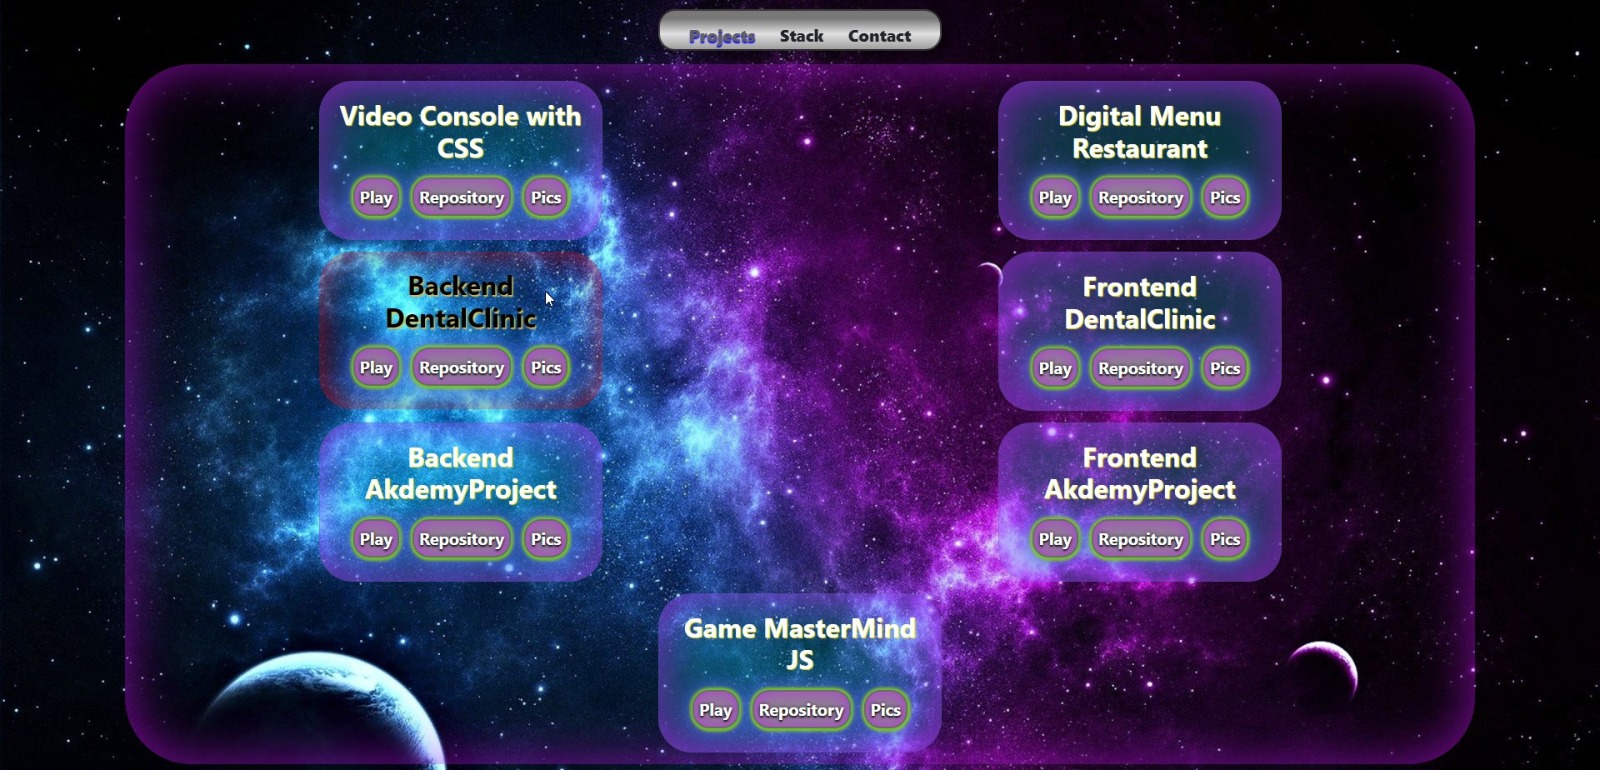 Projects Stack Contact
Video Console with
CSS
Play Repository Pics
Digital Menu
Restaurant
Play Repository Pics
Backend
DentalClinic
Play Repository Pics
Frontend
DentalClinic
Play Repository Pics
Backend
AkdemyProject
Play Repository Pics
Frontend
AkdemyProject
Play Repository Pics
Game MasterMind
JS
Play Repository Pics